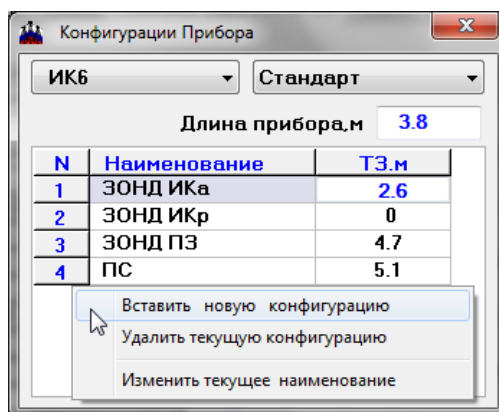 Конфигурации Прибора
ИК6 Стандарт
Длина прибора,м 3.8
N Наименование ТЗ.м
1 ЗОНД ИКа 2.6
2 ЗОНД ИКр 0
3 ЗОНД ПЗ 4.7
4 ПС 5.1
Вставить новую конфигурацию
Удалить текущую конфигурацию
Изменить текущее наименование